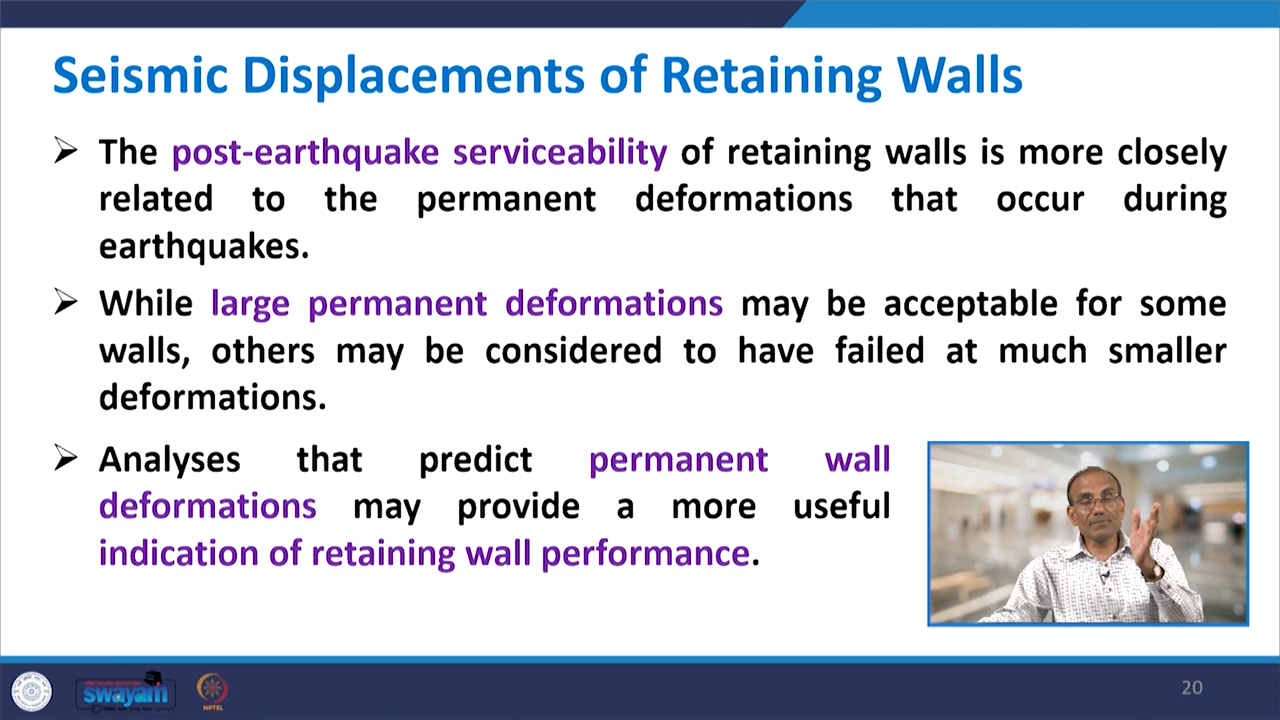 Seismic Displacements of Retaining Walls
➢ The post-earthquake serviceability of retaining walls is more closely
related to the permanent deformations that occur during
earthquakes.
➢ While large permanent deformations may be acceptable for some
walls, others may be considered to have failed at much smaller
deformations.
➢ Analyses that predict permanent wall
deformations may provide a more useful
indication of retaining wall performance.
swayam
NPTEL
20